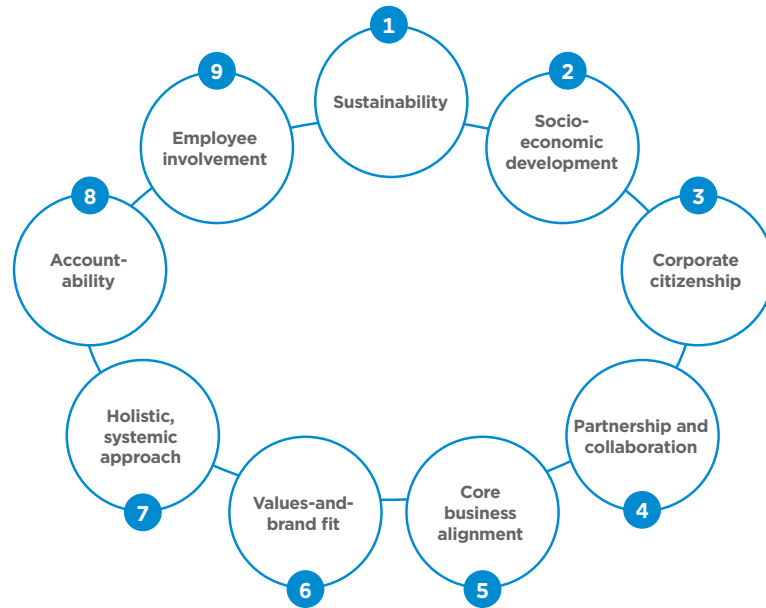 1
Sustainability
2
Socio-
economic
development
3
Corporate
citizenship
Partnership and
collaboration
4
Core
business
alignment
5
Values-and-
brand fit
6
Holistic,
systemic
approach
7
8
Account-
ability
9
Employee
involvement